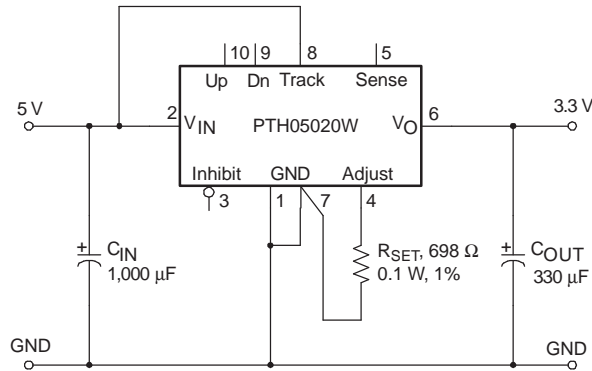 10 9 8 5
Up Dn Track Sense
5 V
2
VIN
PTH05020W
VO
6
3.3 V
Inhibit GND Adjust
3 1 7 4
+
CIN
1,000 μF
RSET, 698 Ω
0.1 W, 1%
+
COUT
330 μF
GND
GND